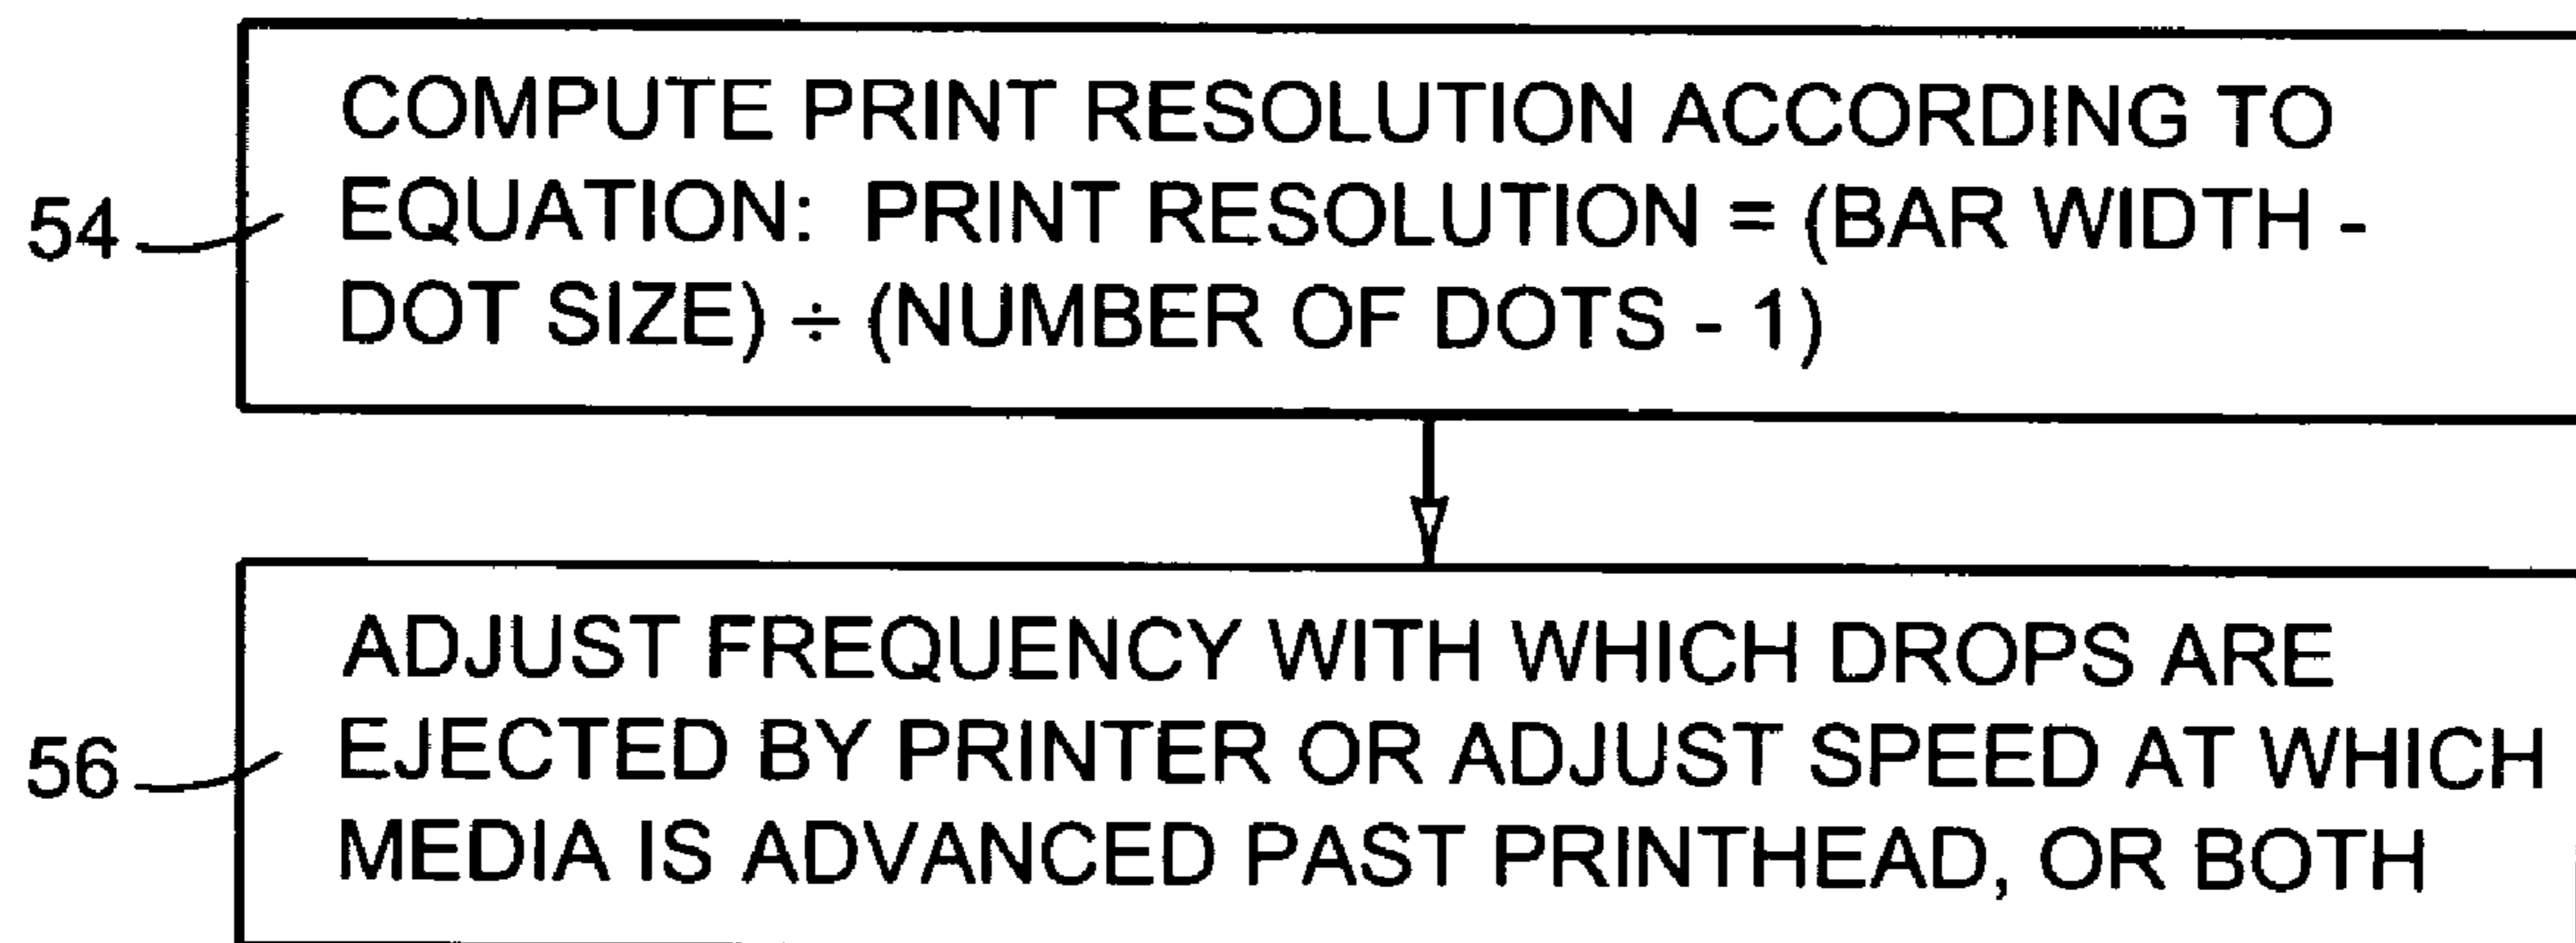 COMPUTE PRINT RESOLUTION ACCORDING TO
54 EQUATION: PRINT RESOLUTION = (BAR WIDTH -
DOT SIZE) ÷ (NUMBER OF DOTS - 1)
ADJUST FREQUENCY WITH WHICH DROPS ARE
56 EJECTED BY PRINTER OR ADJUST SPEED AT WHICH
MEDIA IS ADVANCED PAST PRINTHEAD, OR BOTH